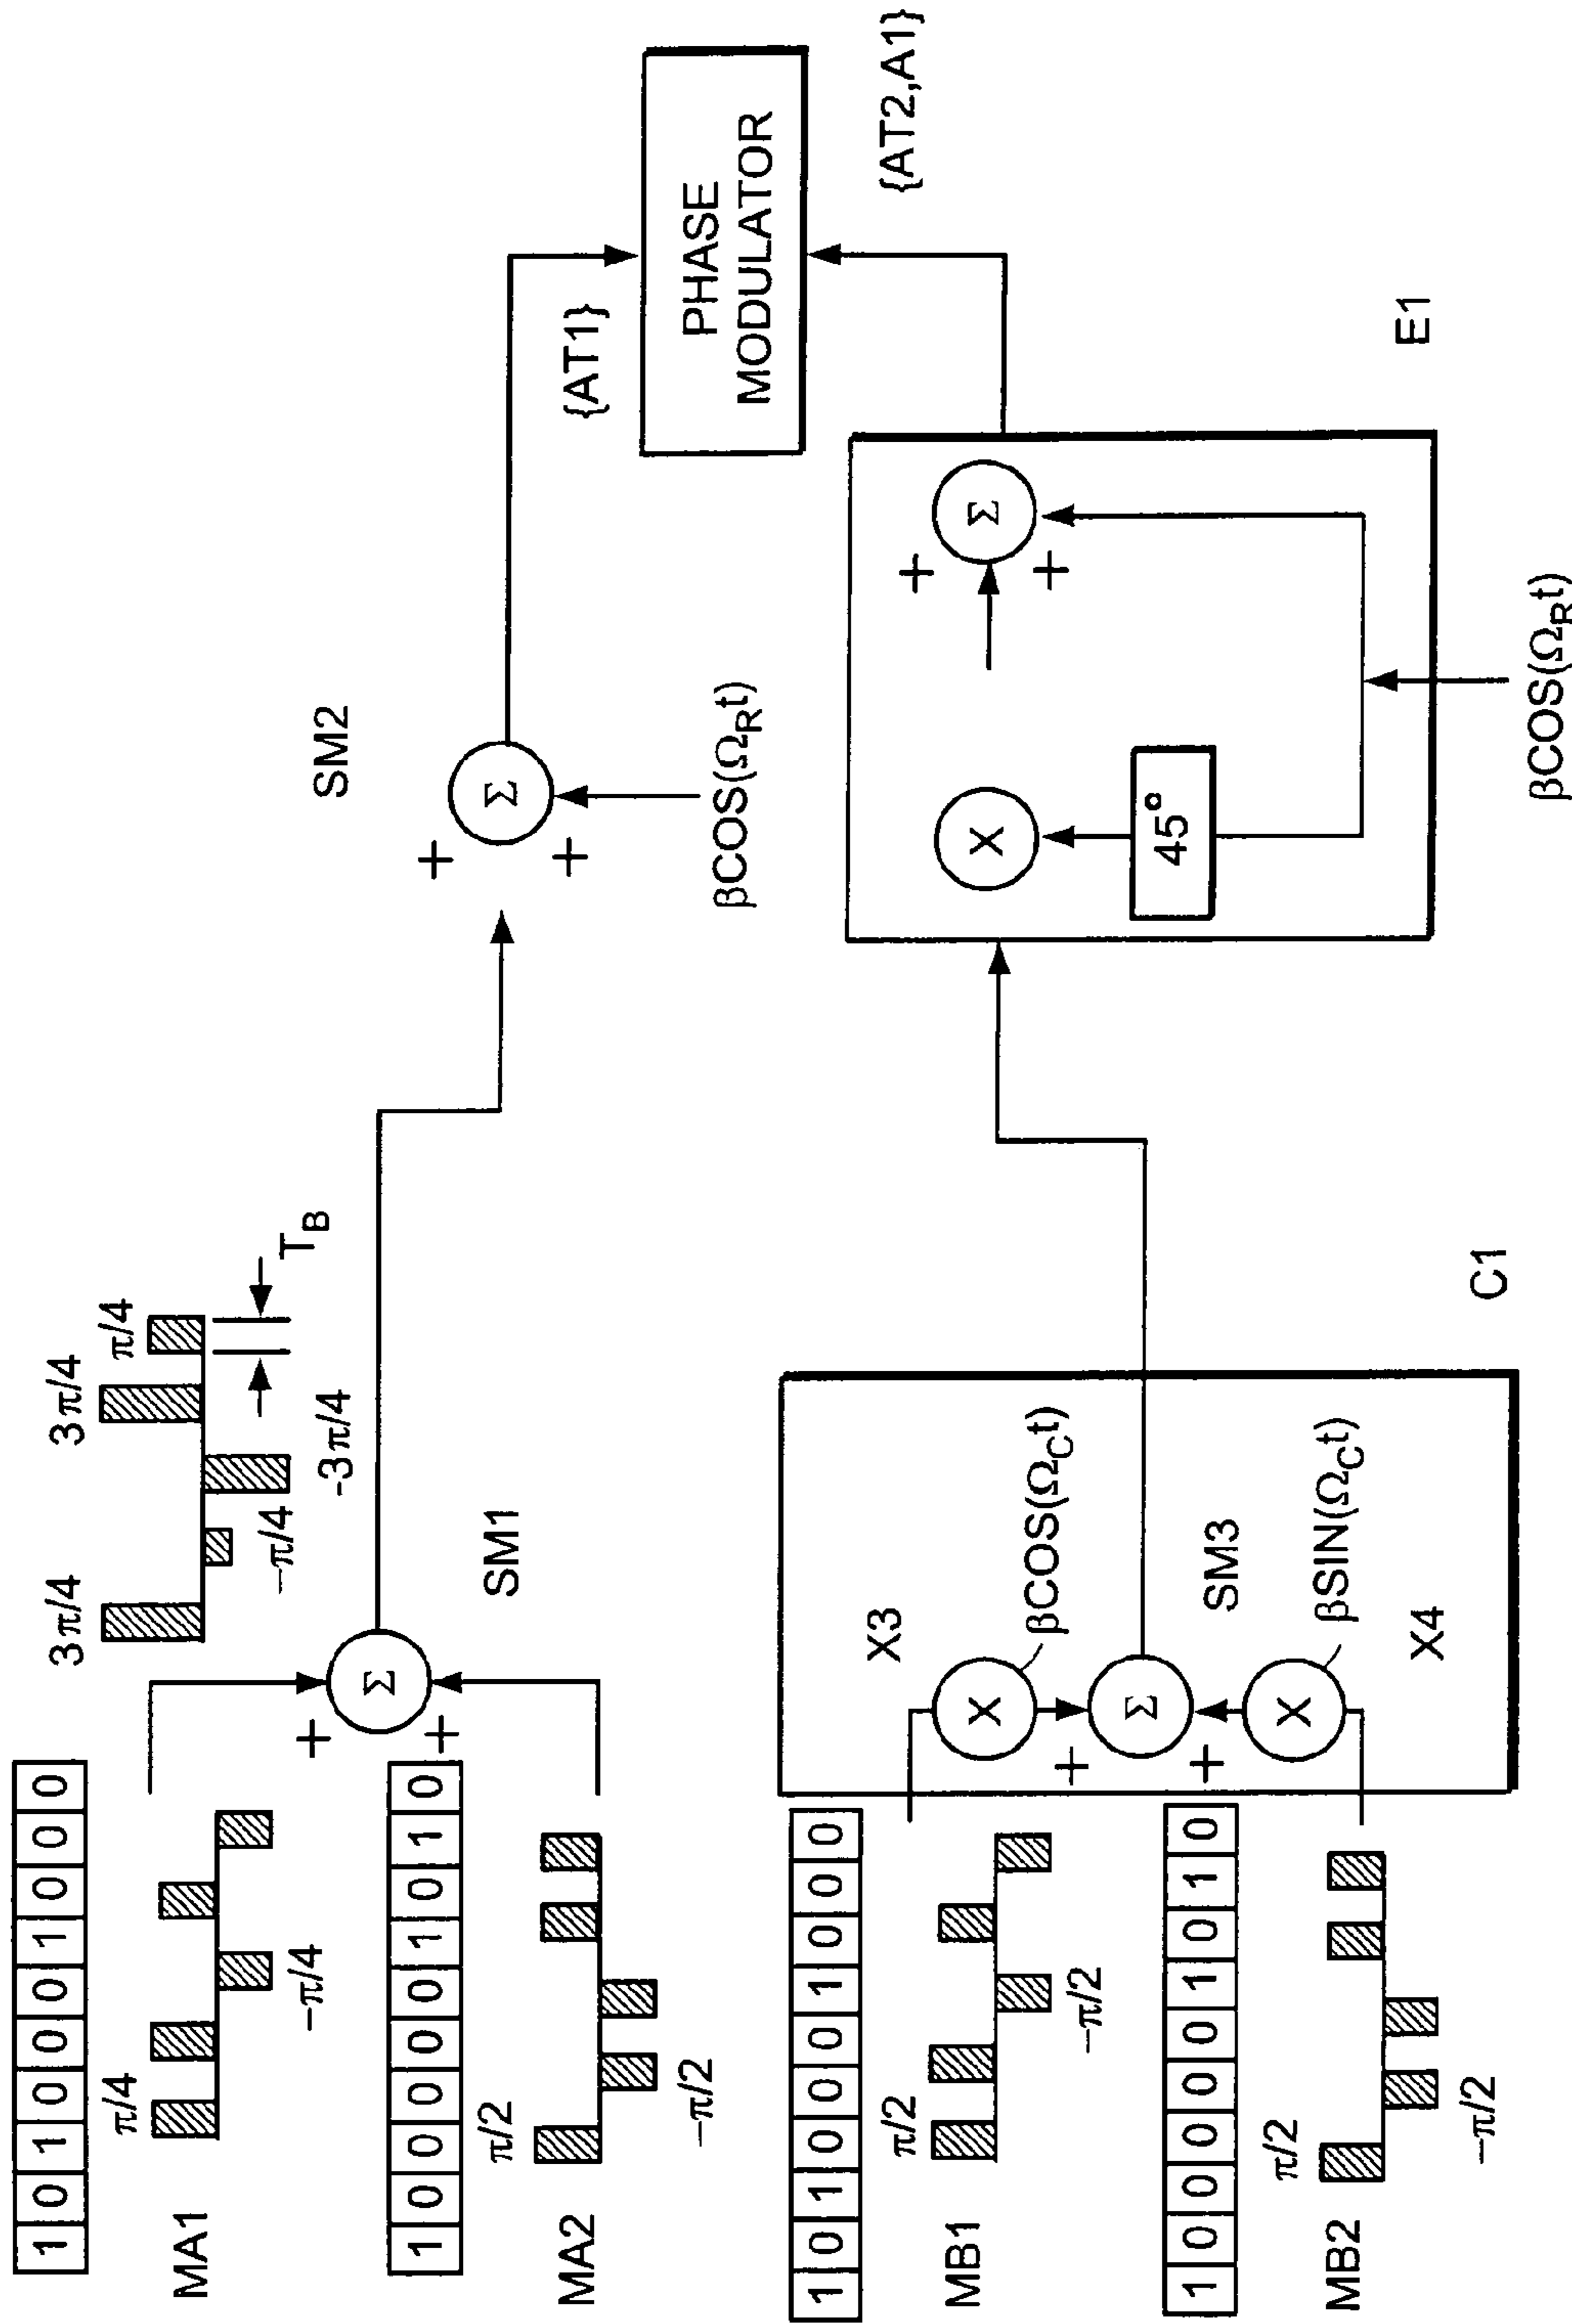 1 0 1 0 0 0 1 0 0 0
MA1
π/4
−π/4
1 0 0 0 0 0 1 0 1 0
MA2
π/2
−π/2
3π/4
−π/4
-3π/4
3π/4
π/4
T_B
+
Σ
+
SM1
SM2
+
Σ
+
βCOS(Ω_R t)
{AT1}
PHASE
MODULATOR
{AT2,A1}
1 0 1 0 0 0 1 0 0 0
MB1
π/2
−π/2
1 0 0 0 0 0 1 0 1 0
MB2
π/2
−π/2
X3
X
βCOS(Ω_C t)
+
Σ
+
SM3
X
βSIN(Ω_C t)
X4
C1
X
45°
+
Σ
+
E1
βCOS(Ω_R t)